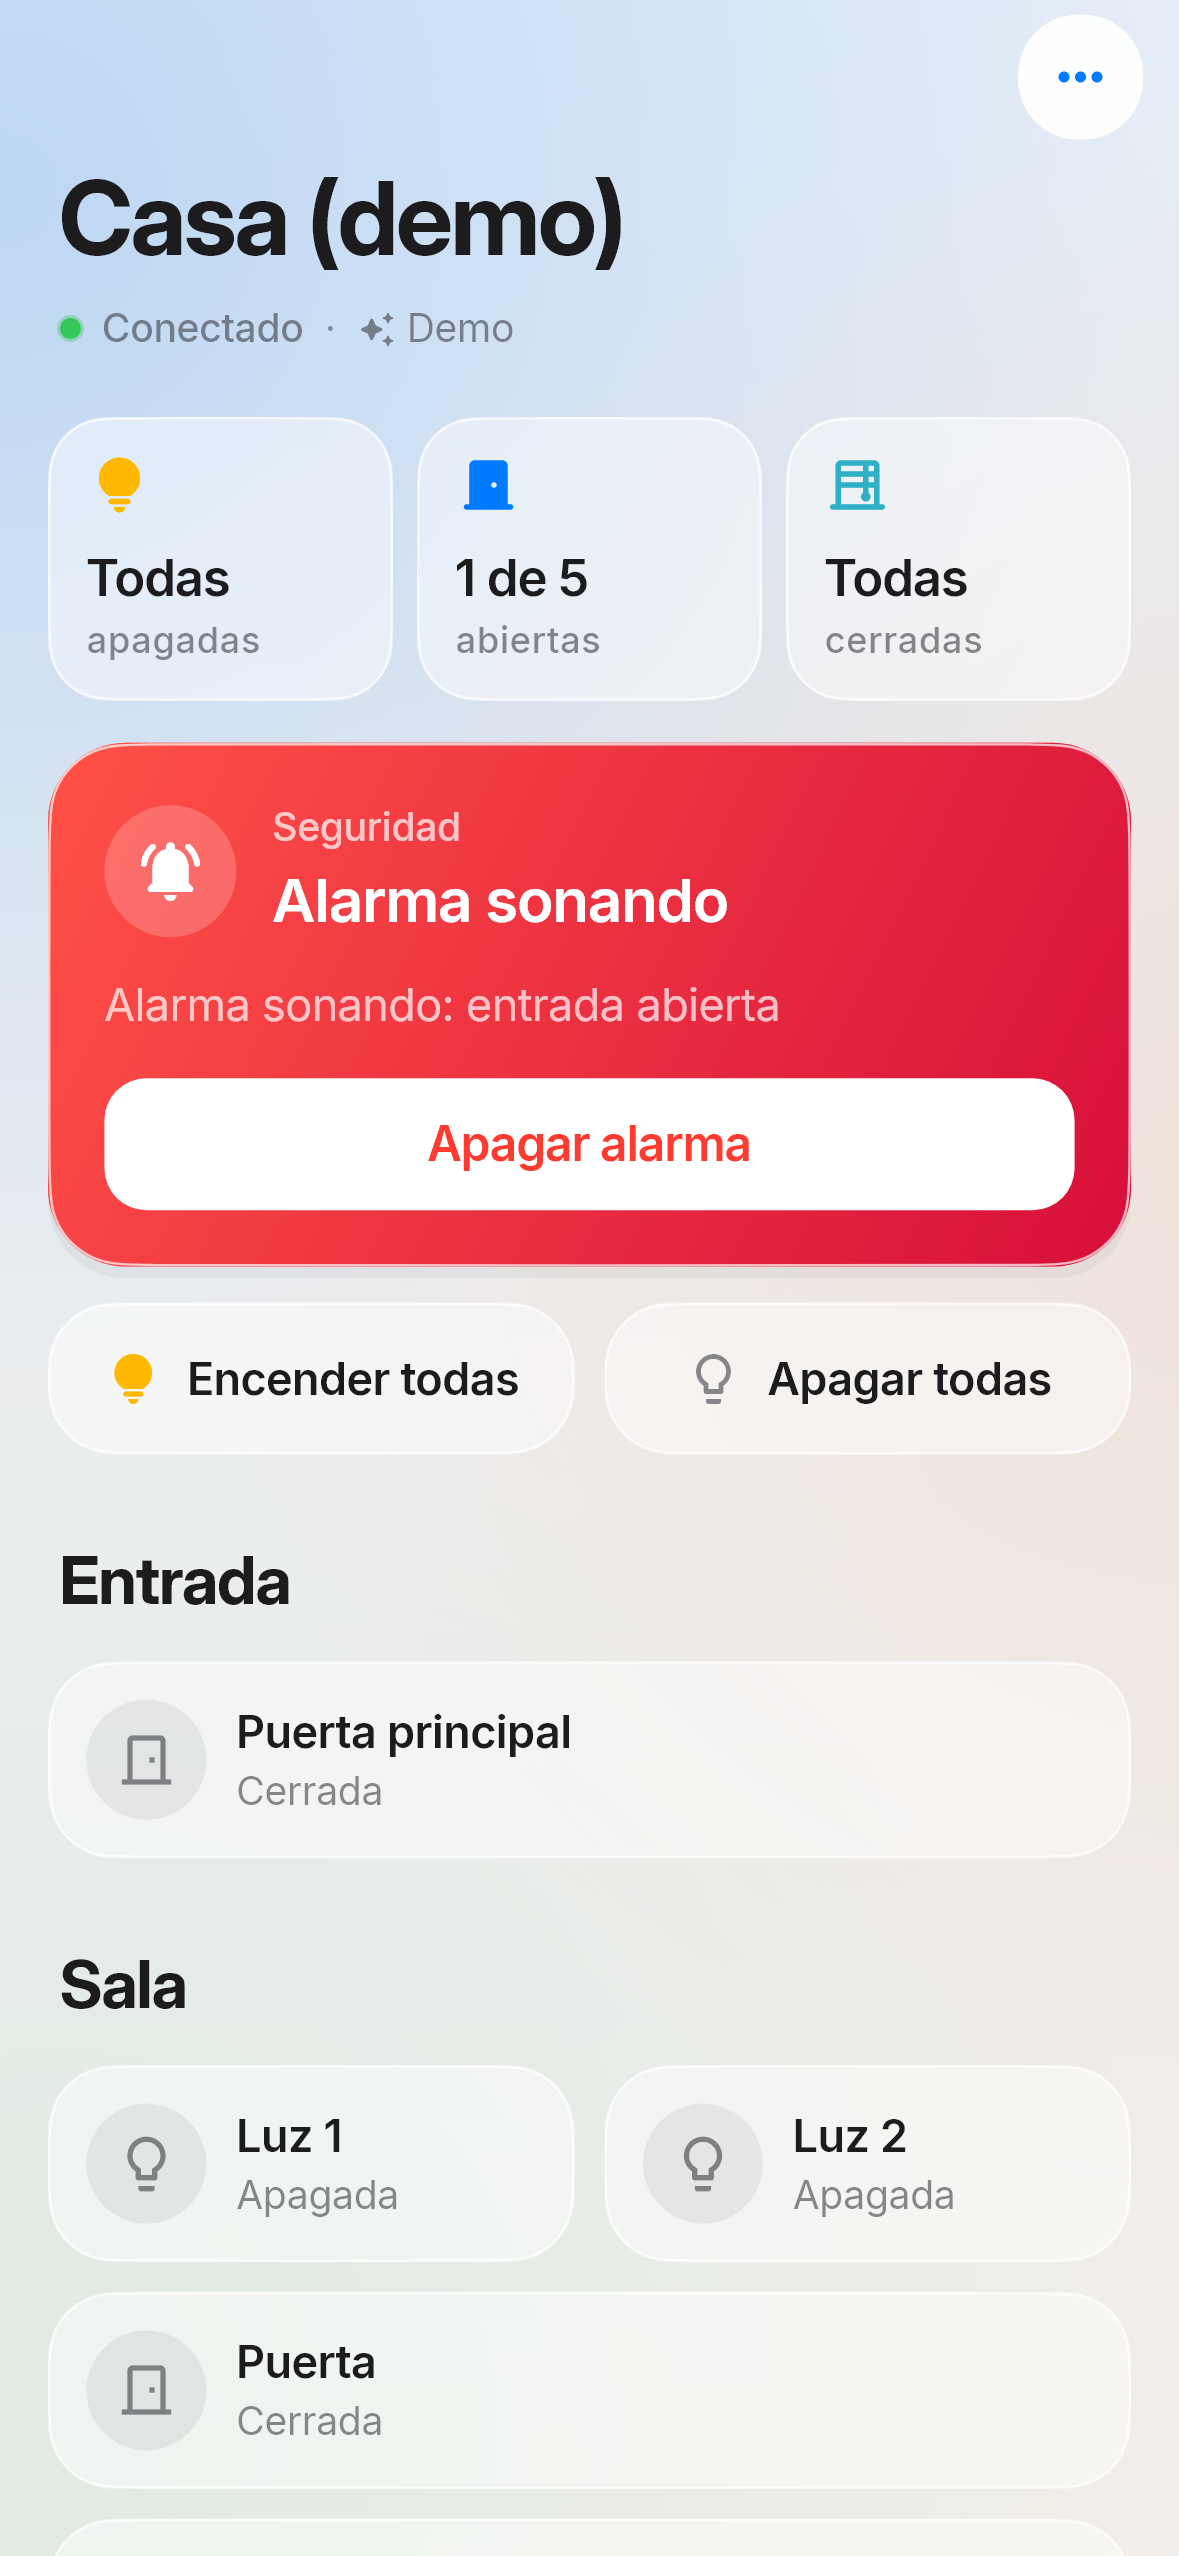 Casa (demo)
Conectado · Demo
Todas
apagadas
1 de 5
abiertas
Todas
cerradas
Seguridad
Alarma sonando
Alarma sonando: entrada abierta
Apagar alarma
Encender todas
Apagar todas
Entrada
Puerta principal
Cerrada
Sala
Luz 1
Apagada
Luz 2
Apagada
Puerta
Cerrada